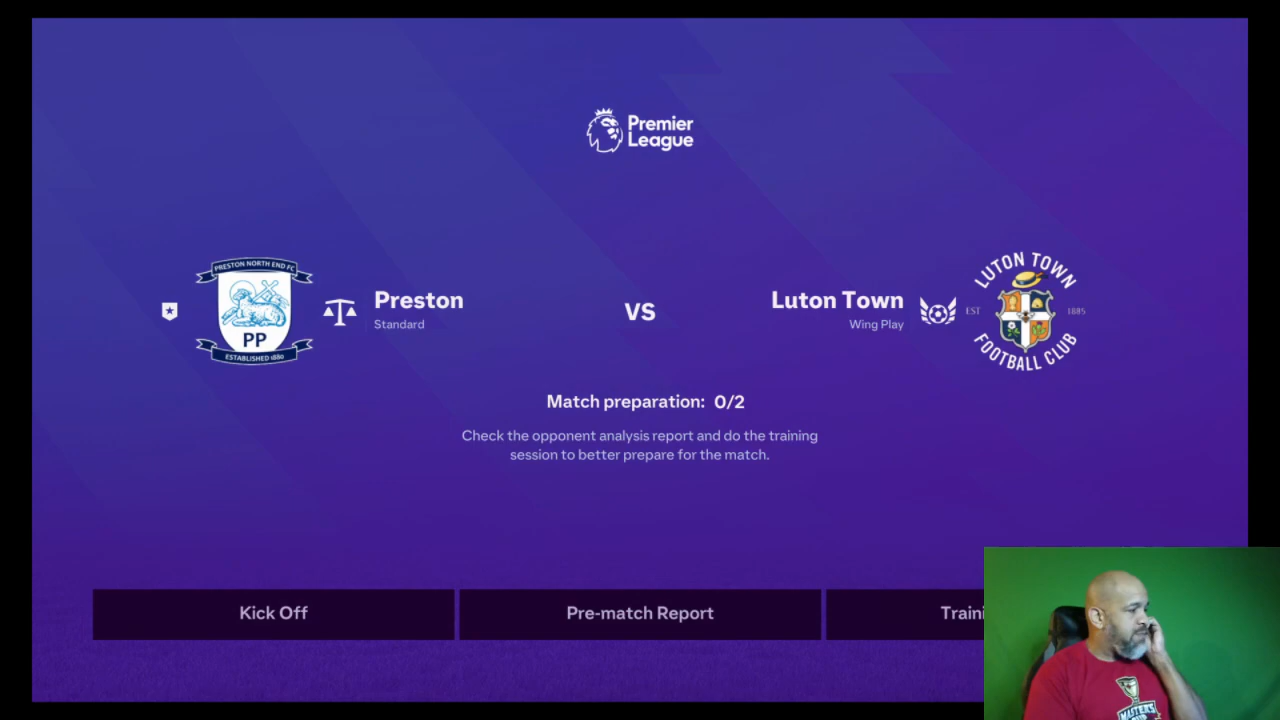 Premier
League
PRESTON NORTH END FC
PP
ESTABLISHED 1880
Preston
Standard
VS
Luton Town
Wing Play
LUTON TOWN
EST
1885
FOOTBALL CLUB
Match preparation: 0/2
Check the opponent analysis report and do the training
session to better prepare for the match.
Kick Off
Pre-match Report
Traini
MASTERS